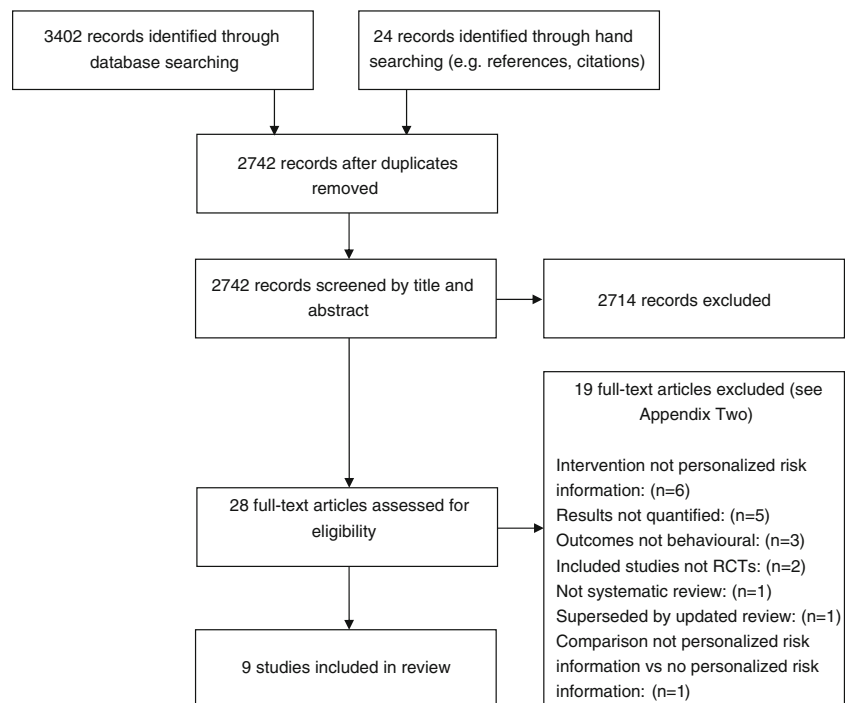 3402 records identified through
database searching
24 records identified through hand
searching (e.g. references, citations)
2742 records after duplicates
removed
2742 records screened by title and
abstract
2714 records excluded
19 full-text articles excluded (see
Appendix Two)
Intervention not personalized risk
information: (n=6)
Results not quantified: (n=5)
Outcomes not behavioural: (n=3)
Included studies not RCTs: (n=2)
Not systematic review: (n=1)
Superseded by updated review: (n=1)
Comparison not personalized risk
information vs no personalized risk
information: (n=1)
28 full-text articles assessed for
eligibility
9 studies included in review